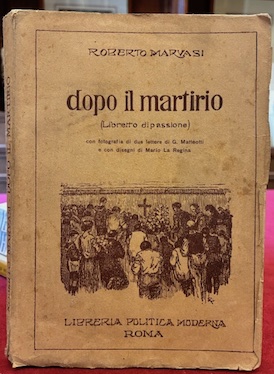 ROBERTO MARVASI
dopo il martirio
(Libretto di passione)
con fotografia di due lettere di G. Matteotti
e con disegni di Mario La Regina
LIBRERIA POLITICA MODERNA
ROMA
MARTIRIO